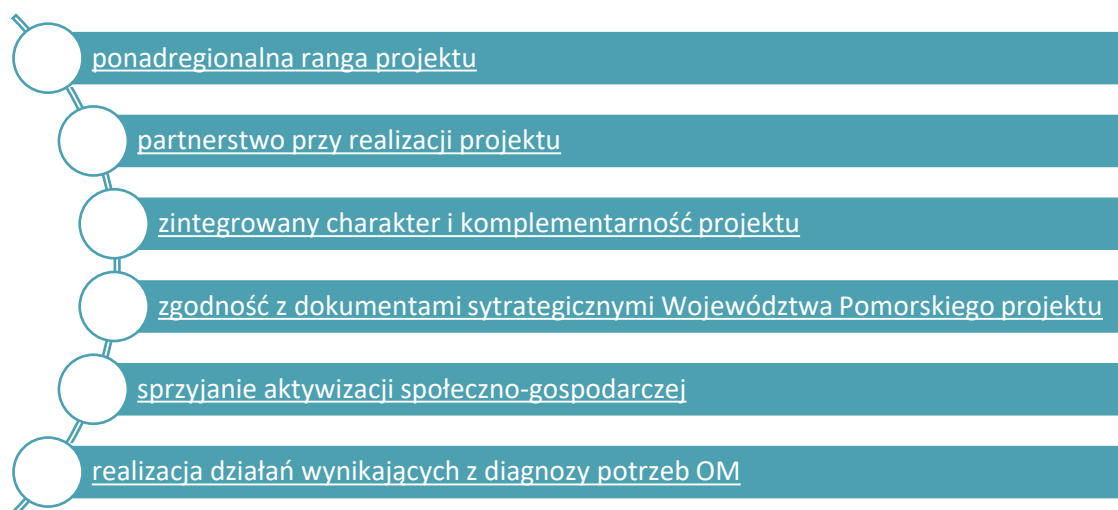 ponadregionalna ranga projektu
partnerstwo przy realizacji projektu
zintegrowany charakter i komplementarność projektu
zgodność z dokumentami sytrategicznymi Województwa Pomorskiego projektu
sprzyjanie aktywizacji społeczno-gospodarczej
realizacja działań wynikających z diagnozy potrzeb OM